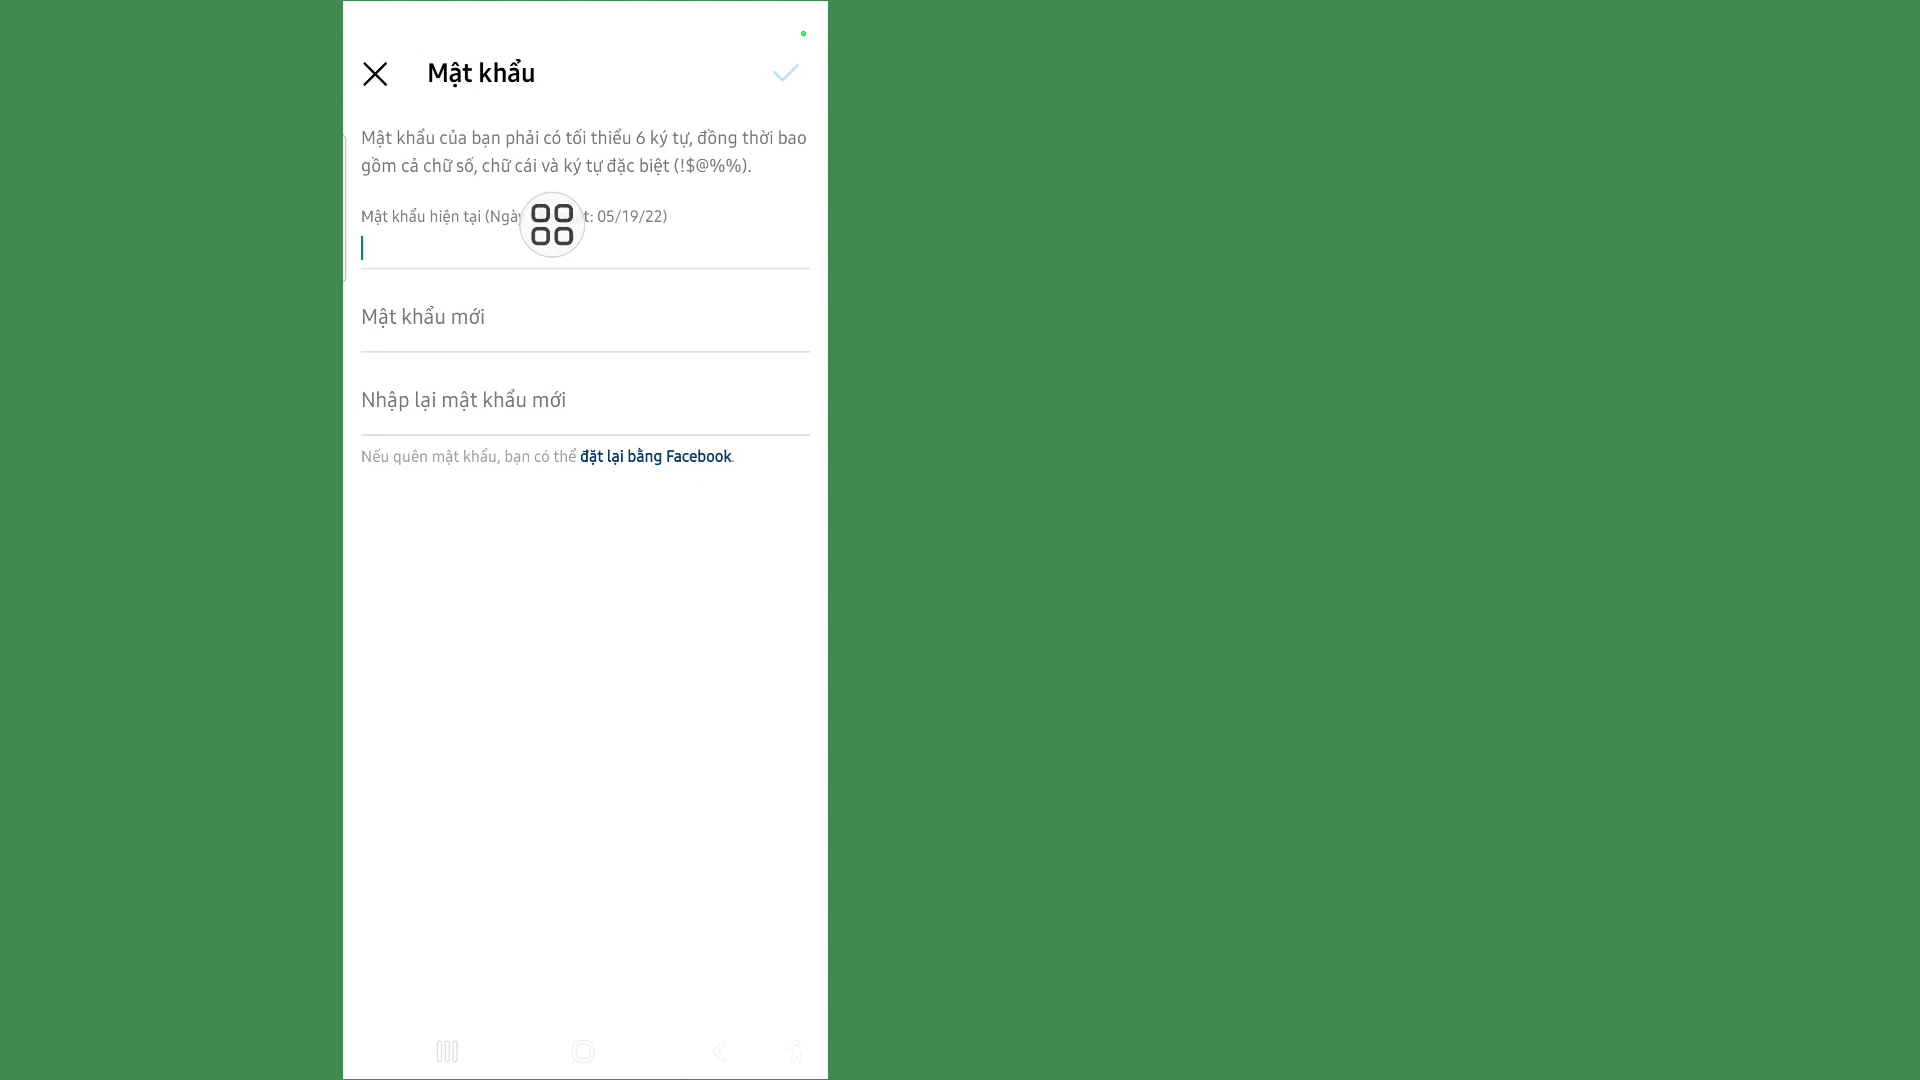 Mật khẩu
Mật khẩu của bạn phải có tối thiểu 6 ký tự, đồng thời bao
gồm cả chữ số, chữ cái và ký tự đặc biệt (!$@%%).
Mật khẩu hiện tại 05/19/22)
Mật khẩu mới
Nhập lại mật khẩu mới
Nếu quên mật khẩu, bạn có thể đặt lại bằng Facebook.